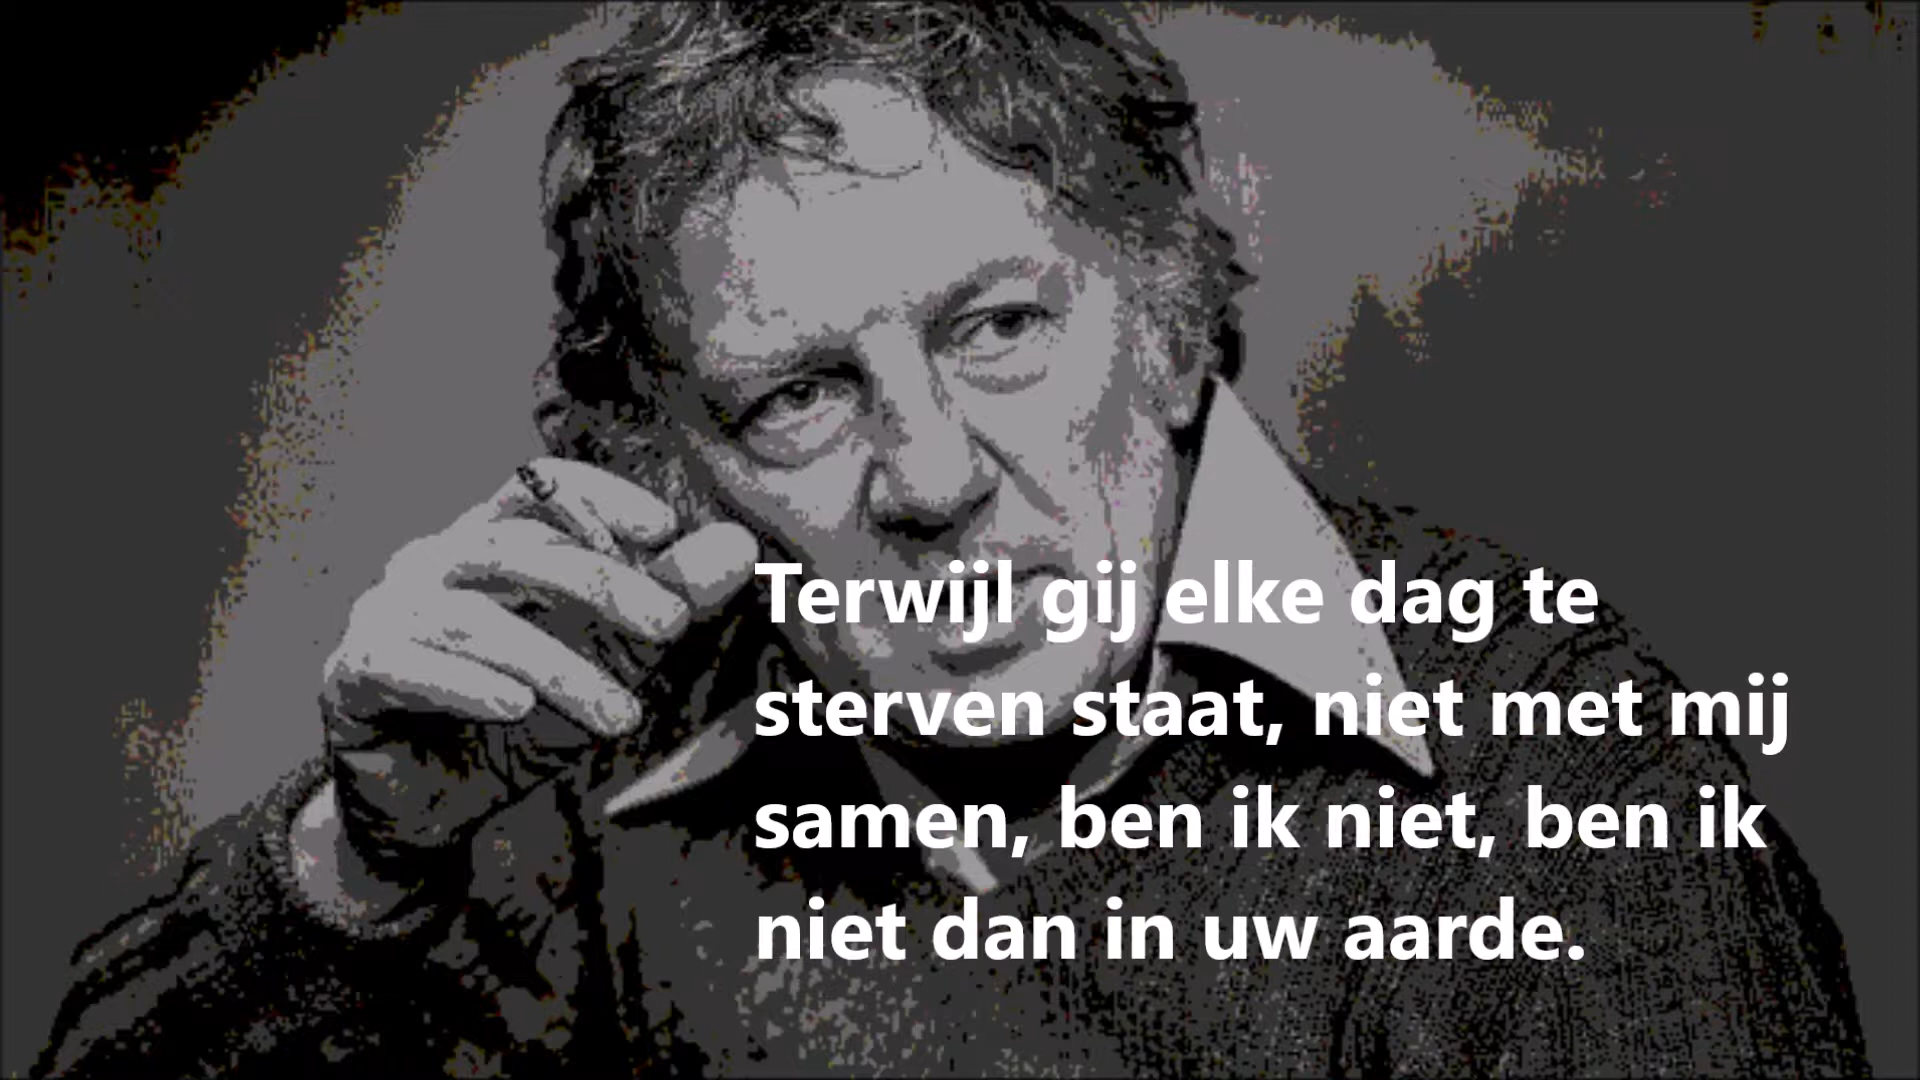 Terwijl gij elke dag te
sterven staat, niet met mij
samen, ben ik niet, ben ik
niet dan in uw aarde.